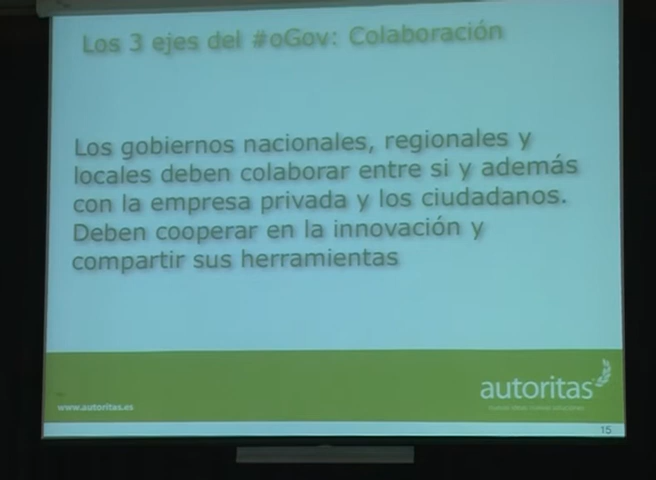 Los 3 ejes del #oGov: Colaboración
Los gobiernos nacionales, regionales y
locales deben colaborar entre si y además
con la empresa privada y los ciudadanos.
Deben cooperar en la innovación y
compartir sus herramientas
autoritas
www.autoritas.es
15